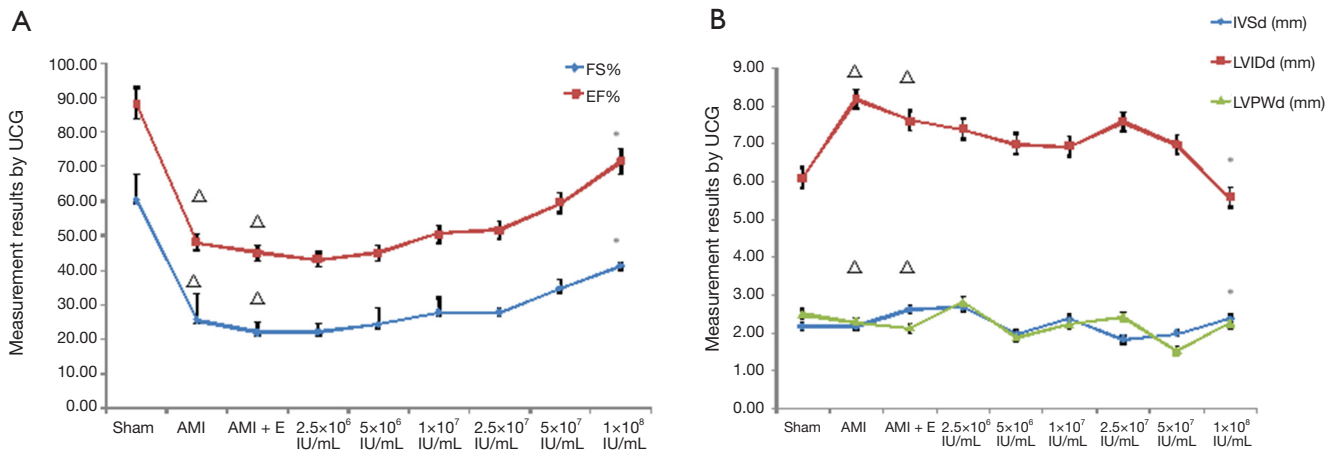 A
Measurement results by UCG
100.00
90.00
80.00
70.00
60.00
50.00
40.00
30.00
20.00
10.00
0.00
FS%
EF%
Δ
Δ
Δ
Δ
*
*
Sham AMI AMI + E 2.5×10⁶ 5×10⁶ 1×10⁷ 2.5×10⁷ 5×10⁷ 1×10⁸
IU/mL IU/mL IU/mL IU/mL IU/mL IU/mL
B
Measurement results by UCG
9.00
8.00
7.00
6.00
5.00
4.00
3.00
2.00
1.00
0.00
IVSd (mm)
LVIDd (mm)
LVPWd (mm)
Δ Δ
*
Δ Δ
*
Sham AMI AMI + E 2.5×10⁶ 5×10⁶ 1×10⁷ 2.5×10⁷ 5×10⁷ 1×10⁸
IU/mL IU/mL IU/mL IU/mL IU/mL IU/mL